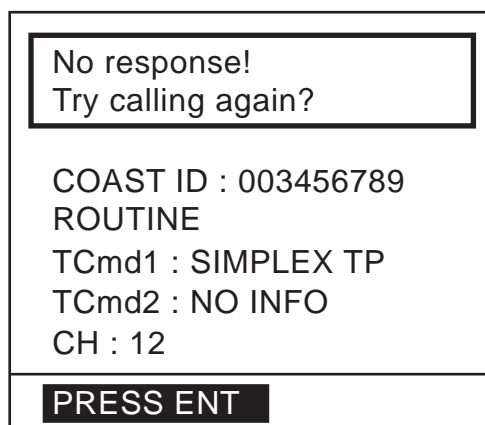 No response!
Try calling again?
COAST ID : 003456789
ROUTINE
TCmd1 : SIMPLEX TP
TCmd2 : NO INFO
CH : 12
PRESS ENT